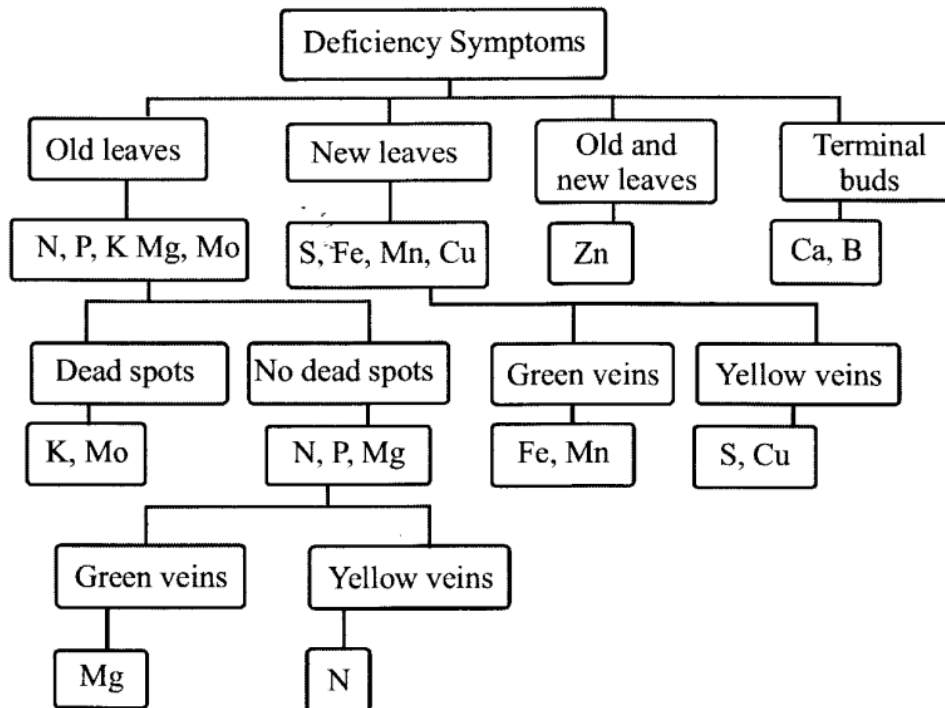 Deficiency Symptoms
Old leaves
New leaves
Old and
new leaves
Terminal
buds
N, P, K Mg, Mo
S, Fe, Mn, Cu
Zn
Ca, B
Dead spots
No dead spots
Green veins
Yellow veins
K, Mo
N, P, Mg
Fe, Mn
S, Cu
Green veins
Yellow veins
Mg
N